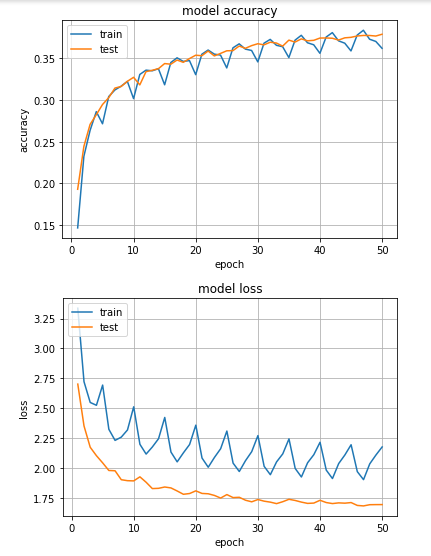 model accuracy
train
test
0.35
0.30
0.25
0.20
0.15
accuracy
0
10
20
30
40
50
epoch
model loss
train
test
3.25
3.00
2.75
2.50
2.25
2.00
1.75
loss
0
10
20
30
40
50
epoch